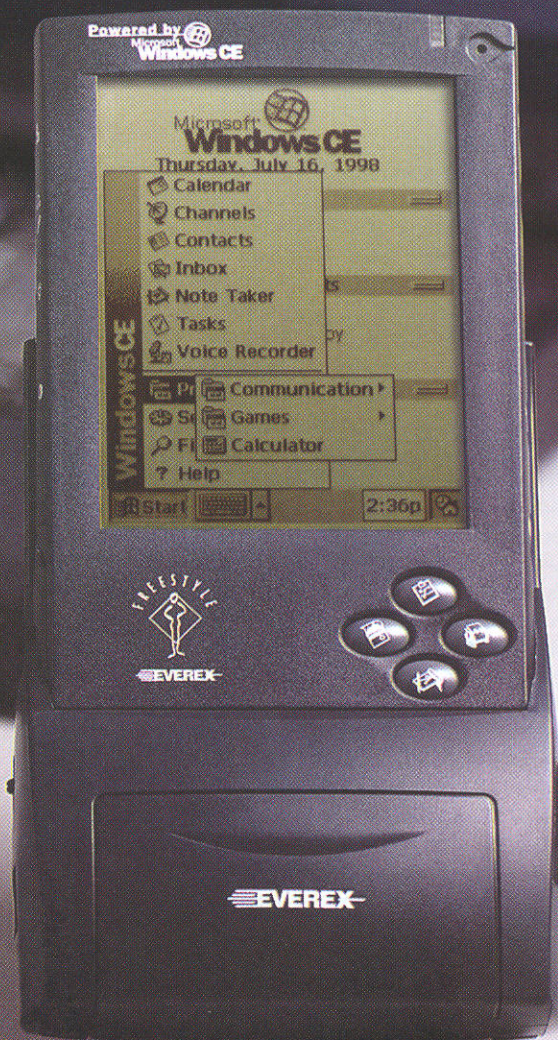 Powered by
Microsoft
Windows CE
Microsoft
Windows CE
Thursday, July 16, 1998
Calendar
Channels
Contacts
Inbox
Note Taker
Tasks
Voice Recorder
Windows CE
Communication
Games
Calculator
? Help
Start
2:36p
FREESTYLE
EVEREX
EVEREX